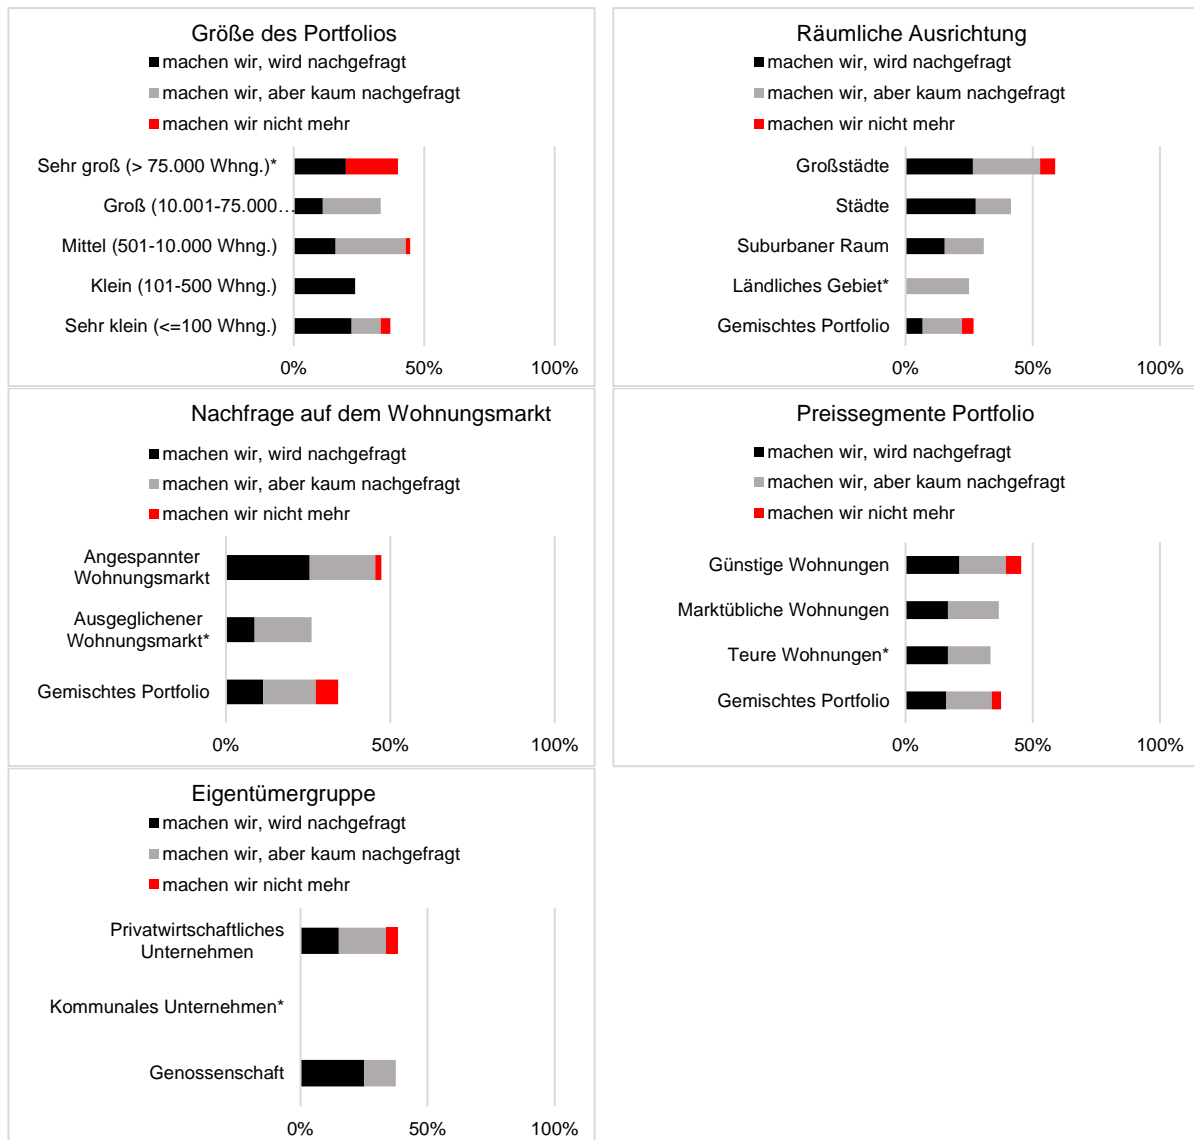 Größe des Portfolios
machen wir, wird nachgefragt
machen wir, aber kaum nachgefragt
machen wir nicht mehr
Sehr groß (> 75.000 Whng.)*
Groß (10.001-75.000…
Mittel (501-10.000 Whng.)
Klein (101-500 Whng.)
Sehr klein (<=100 Whng.)
0% 50% 100%
Räumliche Ausrichtung
machen wir, wird nachgefragt
machen wir, aber kaum nachgefragt
machen wir nicht mehr
Großstädte
Städte
Suburbaner Raum
Ländliches Gebiet*
Gemischtes Portfolio
0% 50% 100%
Nachfrage auf dem Wohnungsmarkt
machen wir, wird nachgefragt
machen wir, aber kaum nachgefragt
machen wir nicht mehr
Angespannter
Wohnungsmarkt
Ausgeglichener
Wohnungsmarkt*
Gemischtes Portfolio
0% 50% 100%
Preissegmente Portfolio
machen wir, wird nachgefragt
machen wir, aber kaum nachgefragt
machen wir nicht mehr
Günstige Wohnungen
Marktübliche Wohnungen
Teure Wohnungen*
Gemischtes Portfolio
0% 50% 100%
Eigentümergruppe
machen wir, wird nachgefragt
machen wir, aber kaum nachgefragt
machen wir nicht mehr
Privatwirtschaftliches
Unternehmen
Kommunales Unternehmen*
Genossenschaft
0% 50% 100%